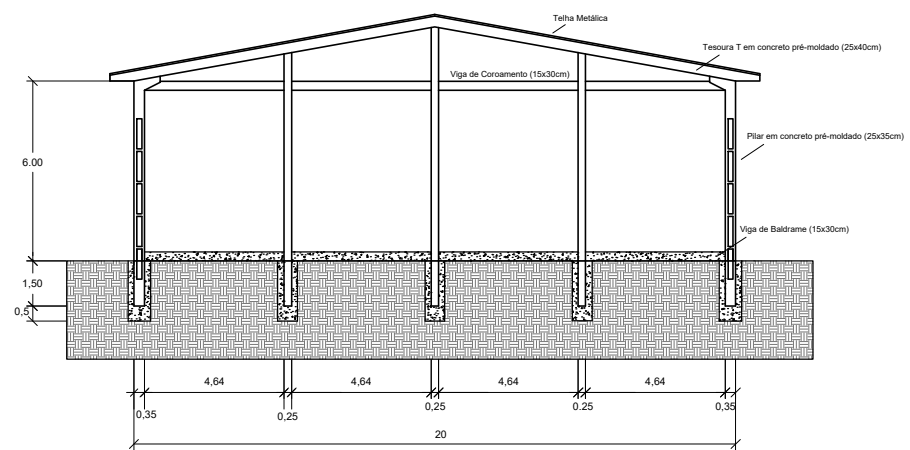 Telha Metálica
Tesoura T em concreto pré-moldado (25x40cm)
Viga de Coroamento (15x30cm)
Pilar em concreto pré-moldado (25x35cm)
6.00
Viga de Baldrame (15x30cm)
1,50
0,5
4,64
4,64
4,64
4,64
0,35
0,25
0,25
0.25
0,35
20